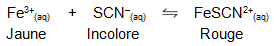 Fe³⁺₍aq₎ + SCN⁻₍aq₎ ⇋ FeSCN²⁺₍aq₎
Jaune Incolore Rouge